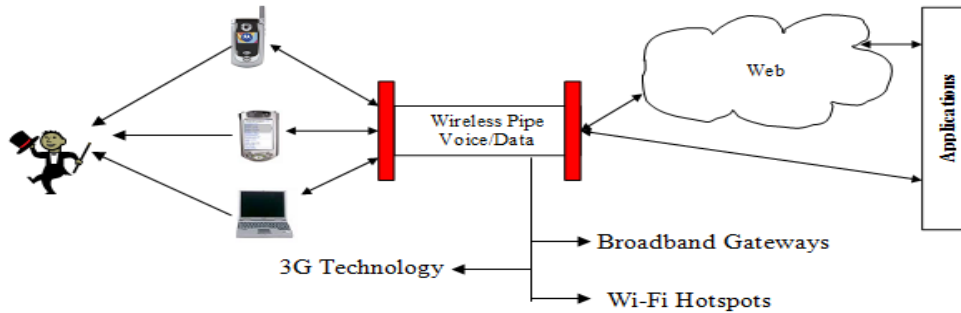 Wireless Pipe
Voice/Data
Web
Applications
Broadband Gateways
3G Technology
Wi-Fi Hotspots